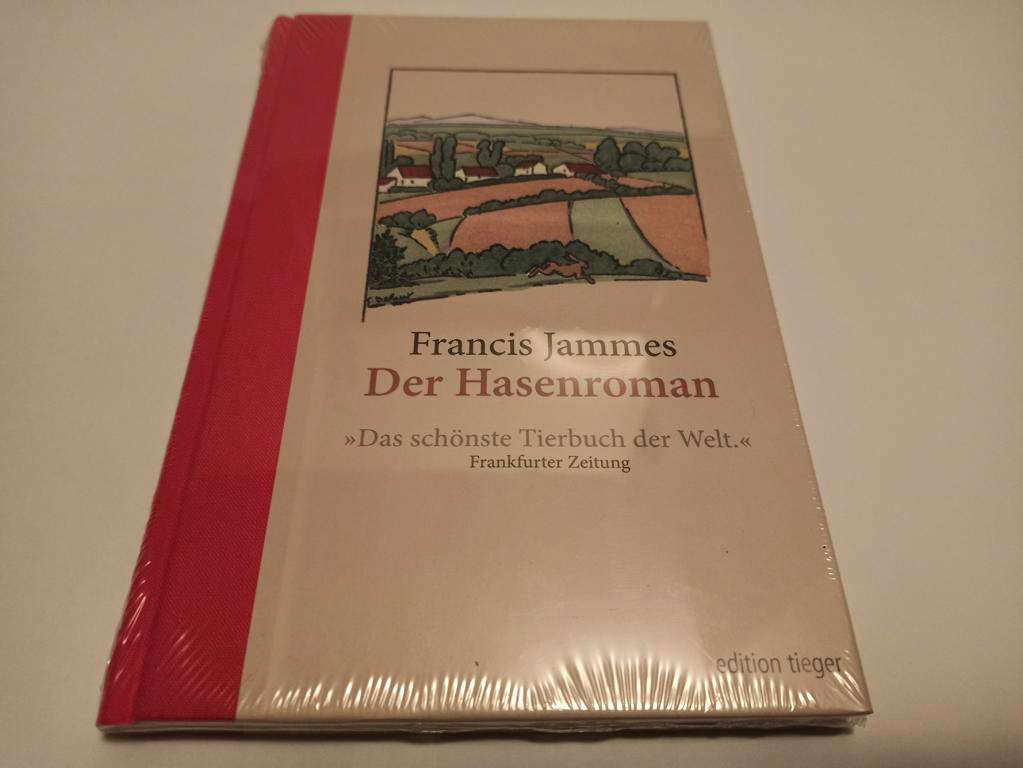 Francis Jammes
Der Hasenroman
»Das schönste Tierbuch der Welt.«
Frankfurter Zeitung
edition tieger